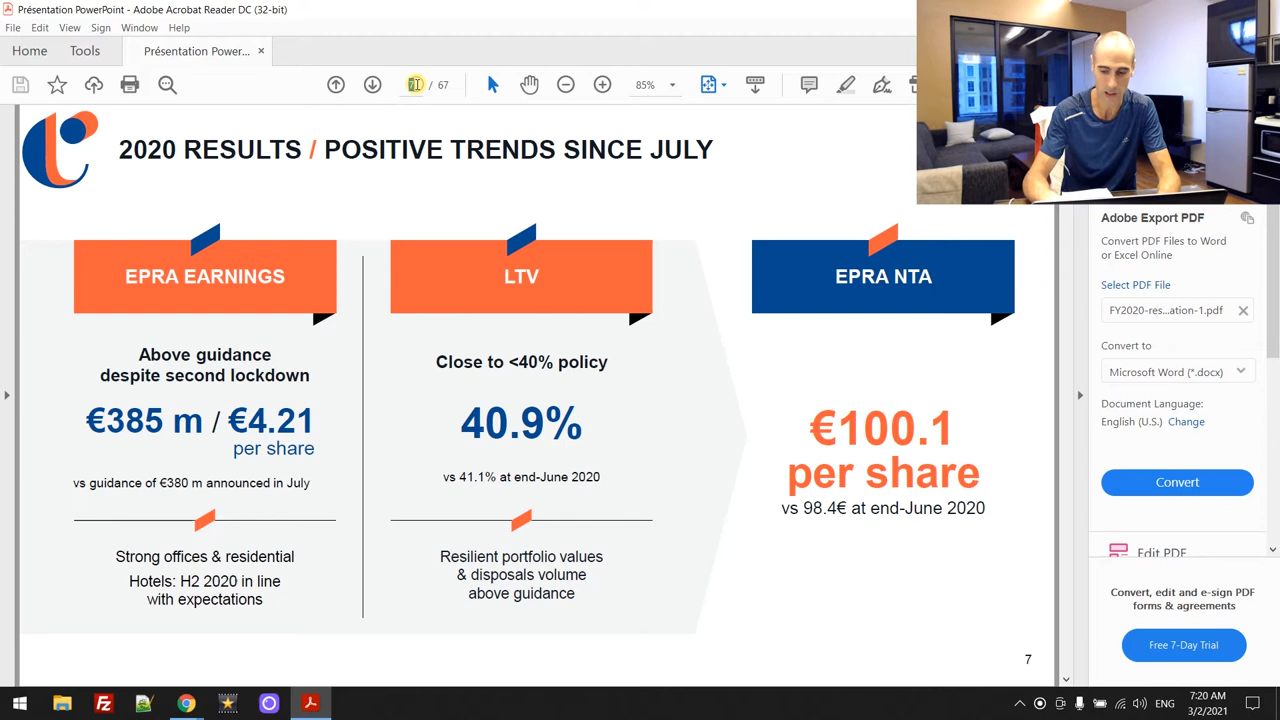 Présentation PowerPoint - Adobe Acrobat Reader DC (32-bit)
File Edit View Sign Window Help
Home Tools Présentation Power... ×
/ 67 85%
2020 RESULTS / POSITIVE TRENDS SINCE JULY
EPRA EARNINGS
Above guidance
despite second lockdown
€385 m / €4.21
per share
vs guidance of €380 m announced in July
Strong offices & residential
Hotels: H2 2020 in line
with expectations
LTV
Close to <40% policy
40.9%
vs 41.1% at end-June 2020
Resilient portfolio values
& disposals volume
above guidance
EPRA NTA
€100.1
per share
vs 98.4€ at end-June 2020
7
Adobe Export PDF
Convert PDF Files to Word
or Excel Online
Select PDF File
FY2020-res...ation-1.pdf
Convert to
Microsoft Word (*.docx)
Document Language:
English (U.S.) Change
Convert
Edit PDF
Convert, edit and e-sign PDF
forms & agreements
Free 7-Day Trial
ENG
7:20 AM
3/2/2021